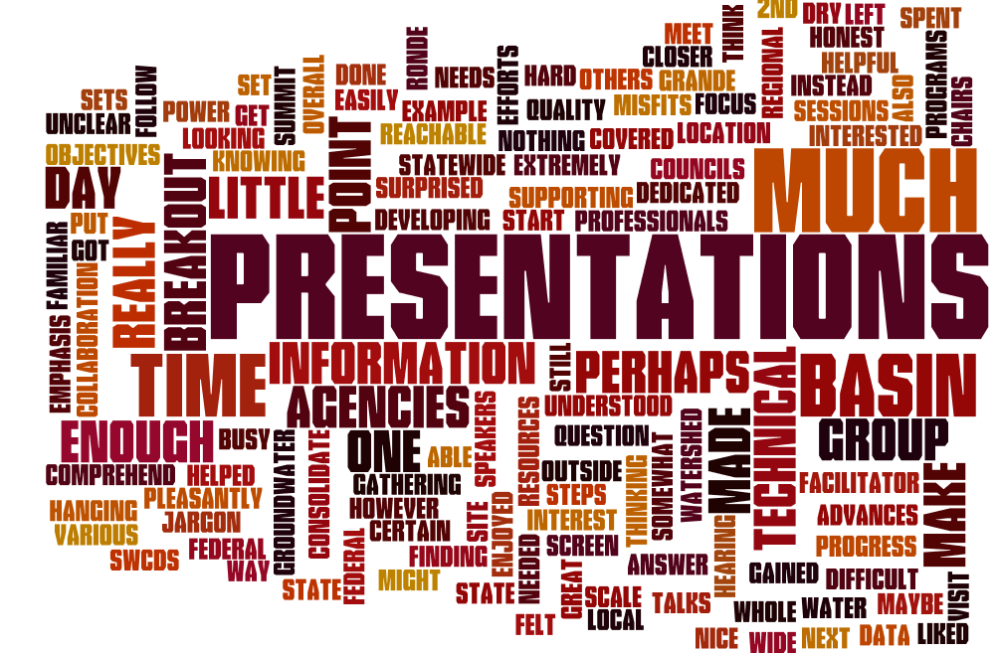 2ND
DRY
LEFT
SPENT
THINK
MEET
HONEST
RONDE
CLOSER
REGIONAL
HELPFUL
PROGRAMS
OVERALL
DONE
NEEDS
EFFORTS
HARD
OTHERS
GRANDE
INSTEAD
ALSO
CHAIRS
SET
SUMMIT
FOLLOW
SETS
EASILY
EXAMPLE
QUALITY
MISFITS
FOCUS
SESSIONS
UNCLEAR
POWER
GET
LOOKING
REACHABLE
NOTHING
COVERED
LOCATION
INTERESTED
OBJECTIVES
KNOWING
POINT
STATEWIDE
EXTREMELY
COUNCILS
MUCH
DAY
BREAKOUT
LITTLE
SURPRISED
SUPPORTING
DEDICATED
PUT
DEVELOPING
START
PROFESSIONALS
GOT
FAMILIAR
REALLY
PRESENTATIONS
EMPHASIS
COLLABORATION
TIME
INFORMATION
STILL
PERHAPS
TECHNICAL
BASIN
AGENCIES
SPEAKERS
RESOURCES
UNDERSTOOD
ENOUGH
BUSY
GROUNDWATER
CONSOLIDATE
ONE
ABLE
QUESTION
SOMEWHAT
WATERSHED
MADE
GROUP
COMPREHEND
HELPED
GATHERING
OUTSIDE
THINKING
FACILITATOR
MAKE
PLEASANTLY
HANGING
JARGON
HOWEVER
SITE
ENJOYED
STEPS
ADVANCES
VARIOUS
CERTAIN
INTEREST
HEARING
SWCDS
FEDERAL
WAY
FEDERAL
FINDING
NEEDED
SCREEN
PROGRESS
STATE
MIGHT
STATE
GREAT
ANSWER
GAINED
DIFFICULT
VISIT
SCALE
TALKS
WHOLE
WATER
MAYBE
FELT
LOCAL
NICE
WIDE
NEXT
DATA
LIKED